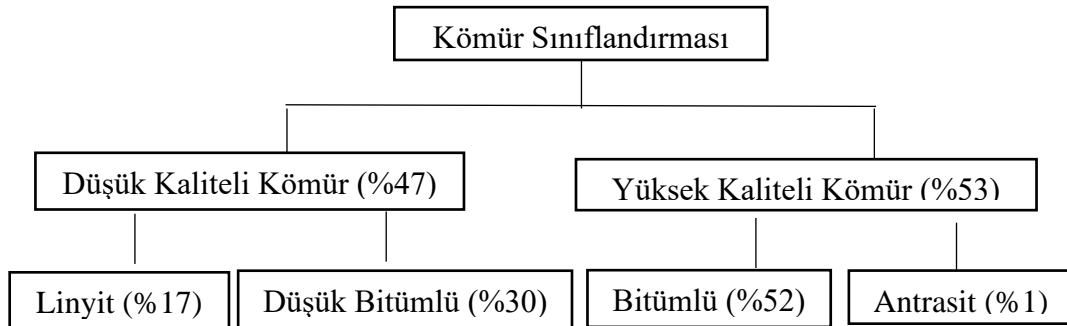 Kömür Sınıflandırması
Düşük Kaliteli Kömür (%47)
Yüksek Kaliteli Kömür (%53)
Linyit (%17)
Düşük Bitümlü (%30)
Bitümlü (%52)
Antrasit (%1)